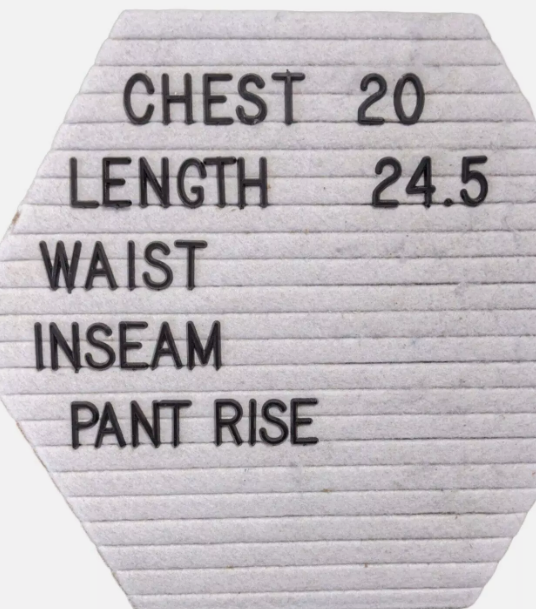 CHEST 20
LENGTH 24.5
WAIST
INSEAM
PANT RISE